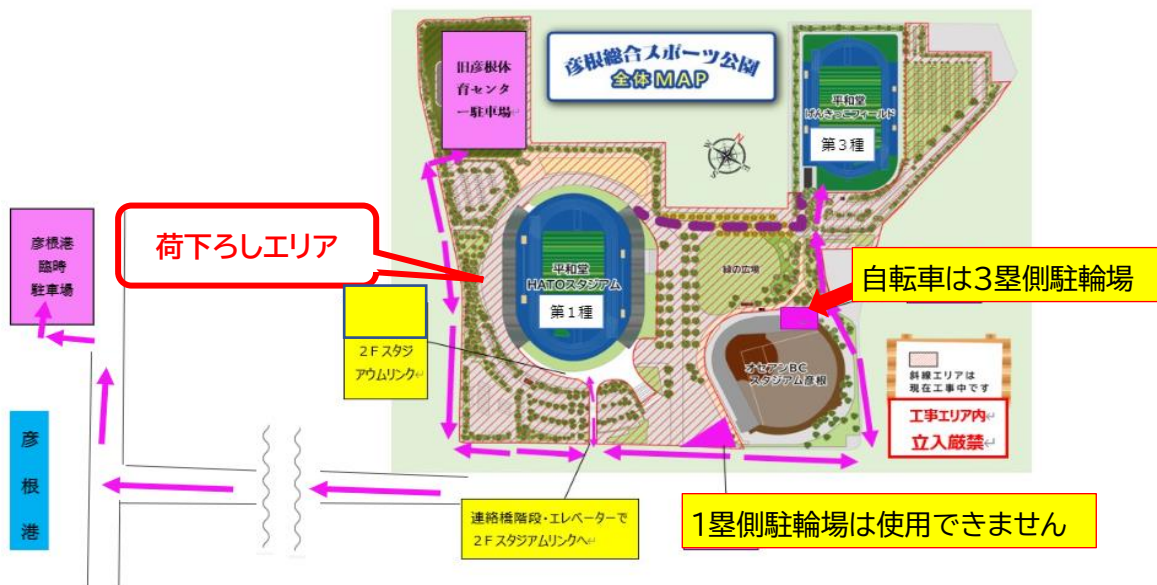 彦根総合スポーツ公園
全体MAP
旧彦根体
育センタ
ー駐車場↵
平和堂
げんきっこフィールド
第3種
N
彦根港
臨時
駐車場
荷下ろしエリア
平和堂
HATOスタジアム
第1種
緑の広場
自転車は3塁側駐輪場
2Fスタジ
アウムリンク↵
オセアンBC
スタジアム彦根
斜線エリアは
現在工事中です
工事エリア内↵
立入厳禁↵
彦
根
港
連絡橋階段・エレベーターで
2Fスタジアムリンクへ↵
1塁側駐輪場は使用できません